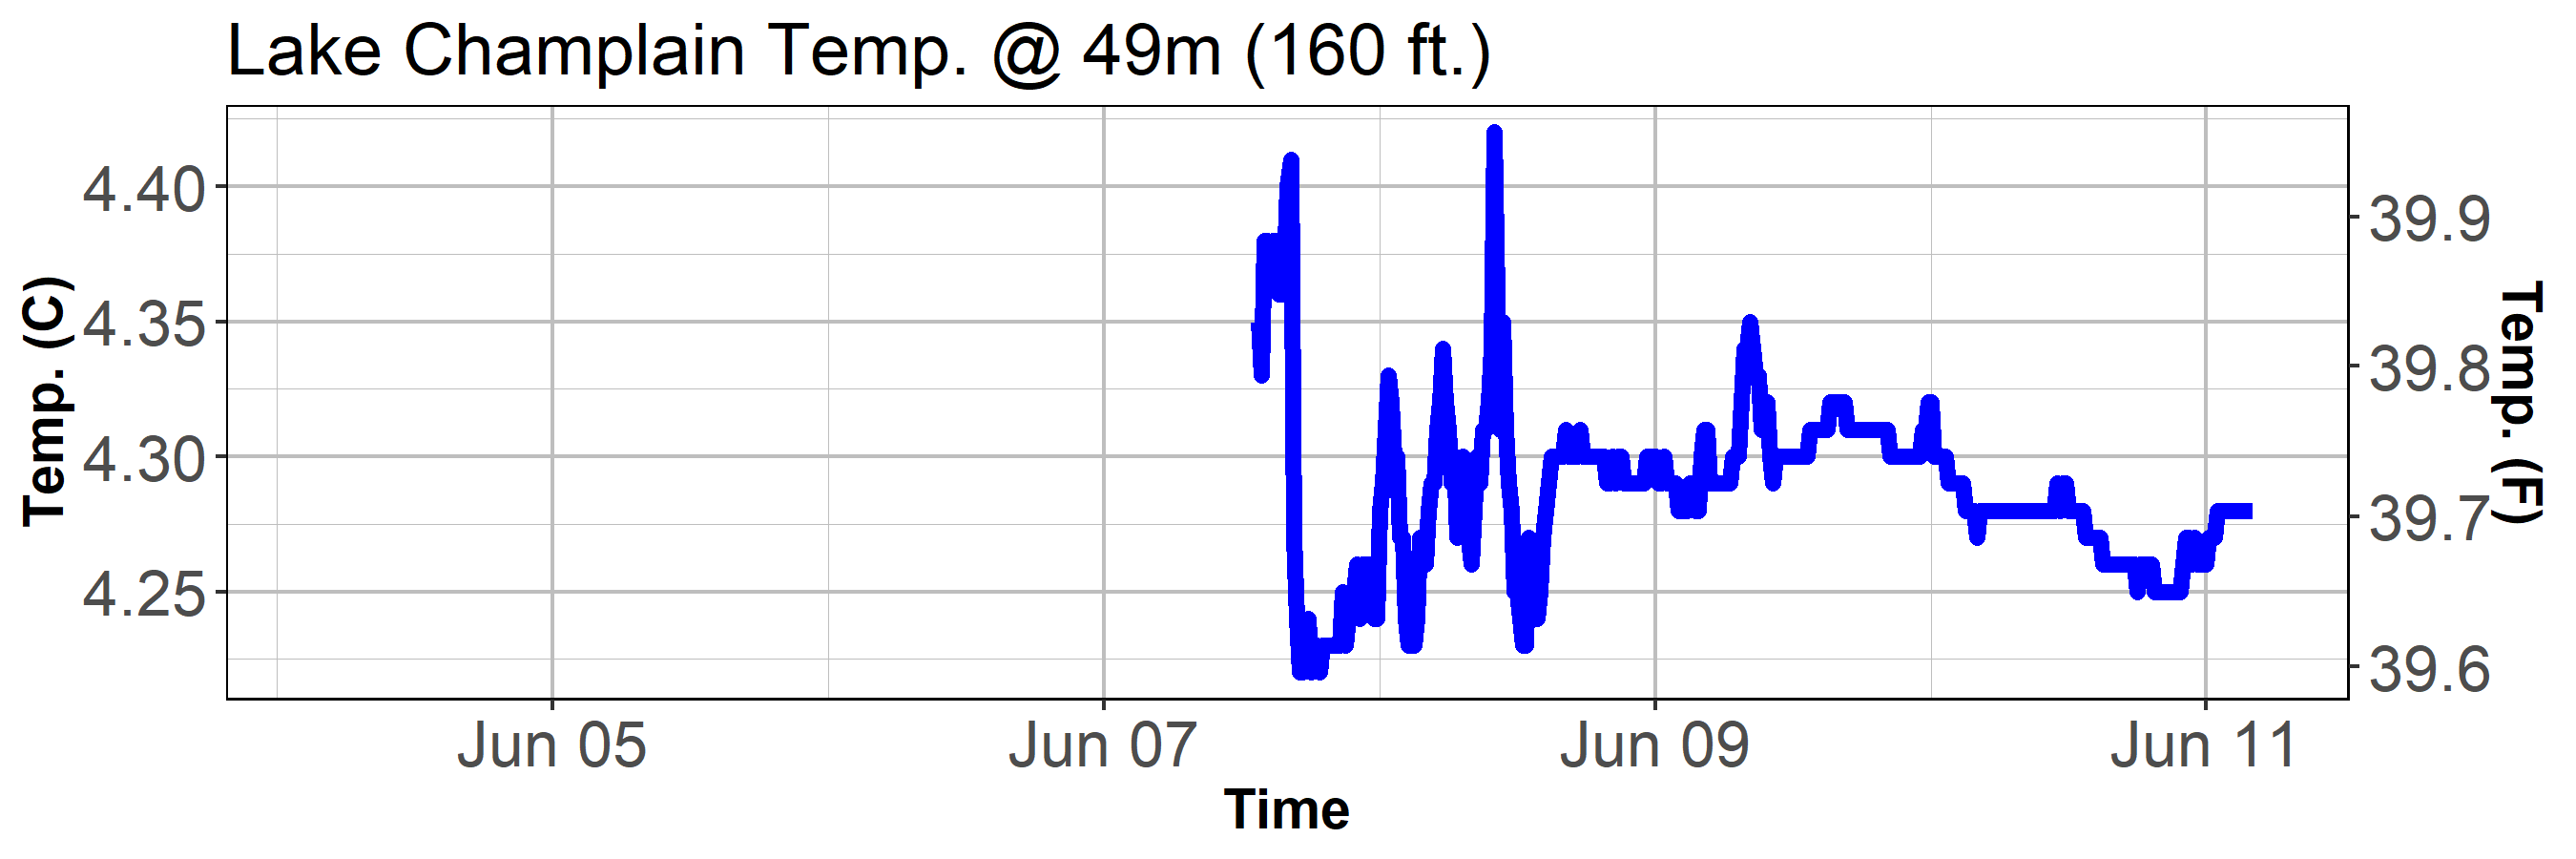 Lake Champlain Temp. @ 49m (160 ft.)
Temp. (C)
4.40
4.35
4.30
4.25
39.9
39.8
39.7
39.6
Temp. (F)
Jun 05 Jun 07 Jun 09 Jun 11
Time